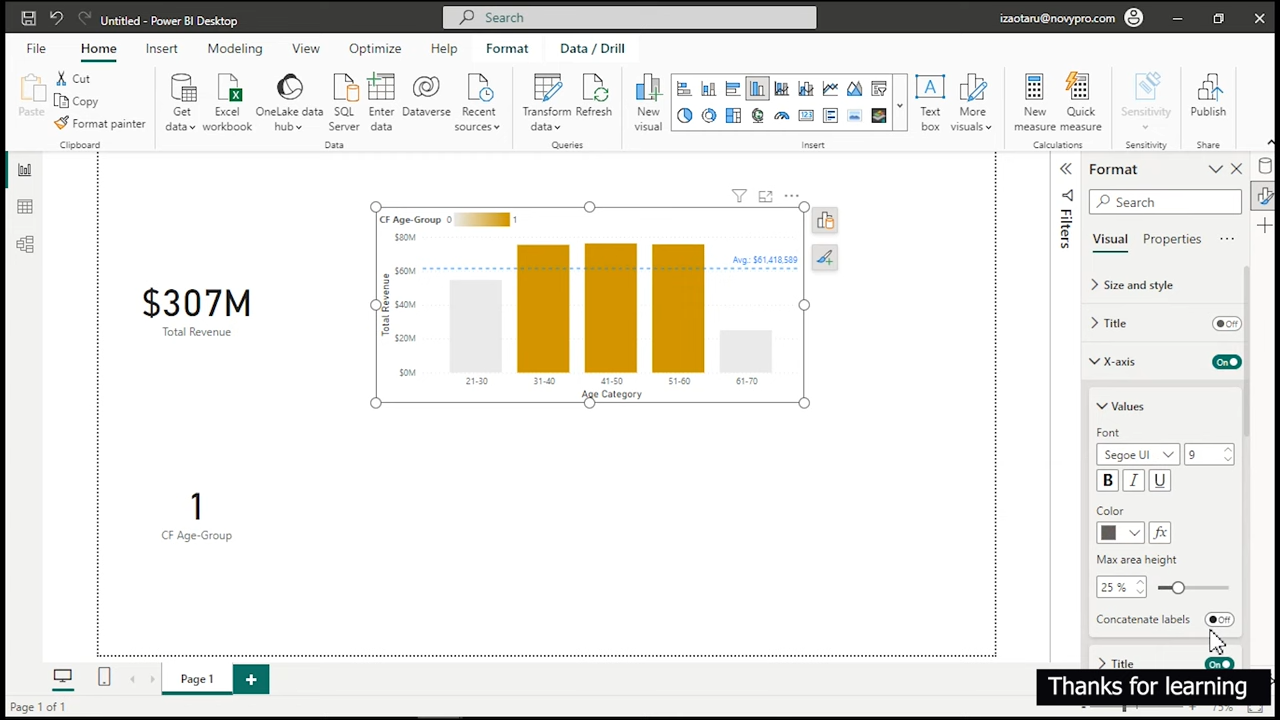 Untitled - Power BI Desktop
Search
izaotaru@novypro.com
File
Home
Insert
Modeling
View
Optimize
Help
Format
Data / Drill
Paste
Cut
Copy
Format painter
Clipboard
Get data
Excel workbook
OneLake data hub
SQL Server
Enter data
Dataverse
Recent sources
Data
Transform data
Refresh
Queries
New visual
Text box
More visuals
Insert
New measure
Quick measure
Calculations
Sensitivity
Sensitivity
Publish
Share
$307M
Total Revenue
1
CF Age-Group
CF Age-Group 0 1
Total Revenue
$80M
$60M
$40M
$20M
$0M
Avg.: $61,418,589
21-30
31-40
41-50
51-60
61-70
Age Category
Filters
Format
Search
Visual
Properties
Size and style
Title
Off
X-axis
On
Values
Font
Segoe UI
9
B
I
U
Color
fx
Max area height
25 %
Concatenate labels
Off
Title
On
Thanks for learning
Page 1
Page 1 of 1